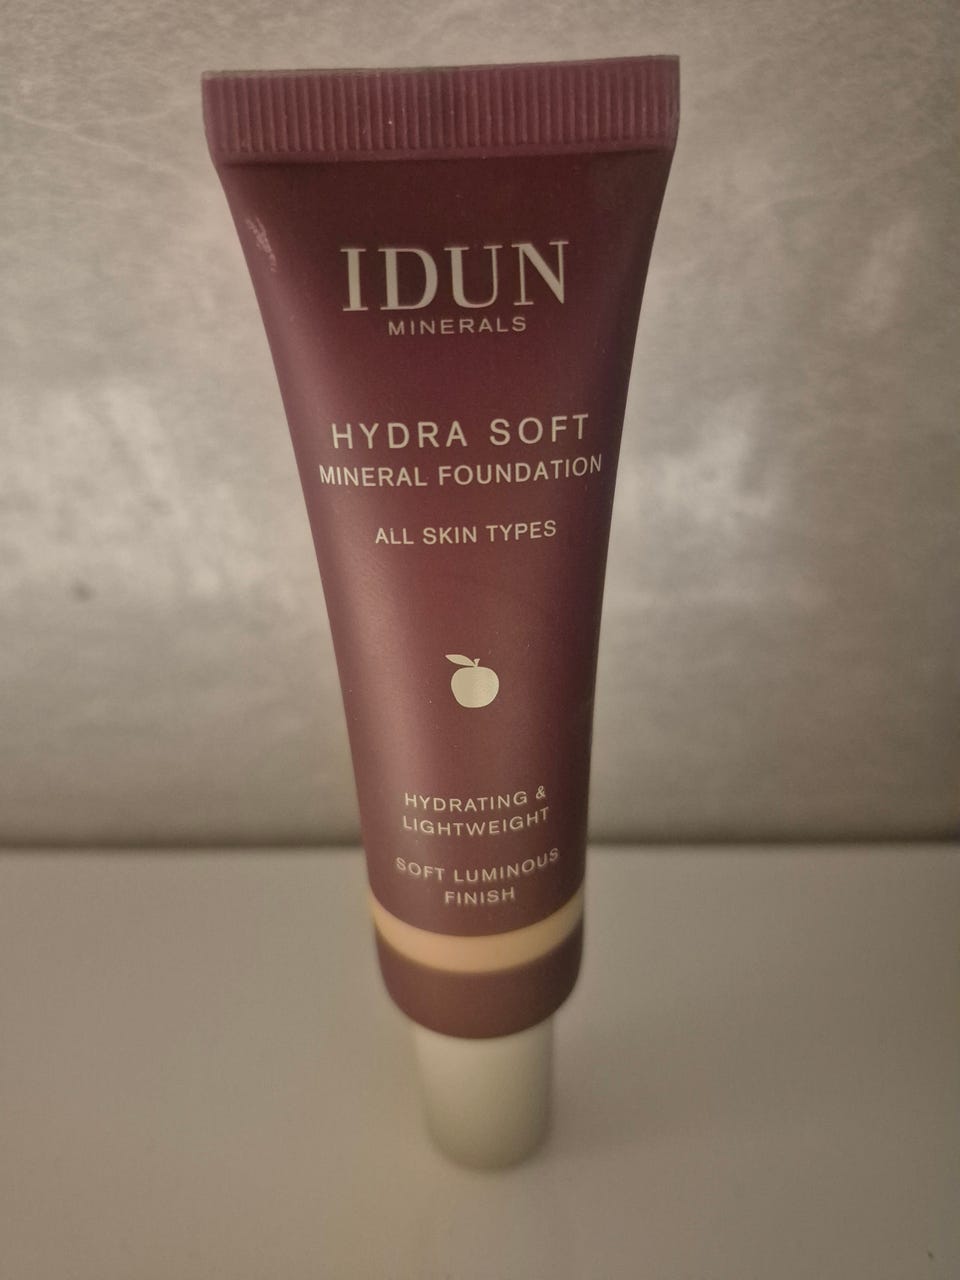 IDUN
MINERALS
HYDRA SOFT
MINERAL FOUNDATION
ALL SKIN TYPES
HYDRATING &
LIGHTWEIGHT
SOFT LUMINOUS
FINISH